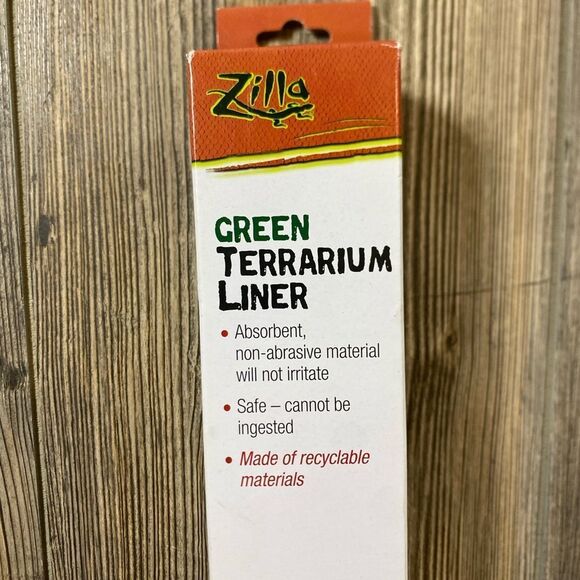 Zilla
GREEN
TERRARIUM
LINER
• Absorbent,
non-abrasive material
will not irritate
• Safe – cannot be
ingested
• Made of recyclable
materials